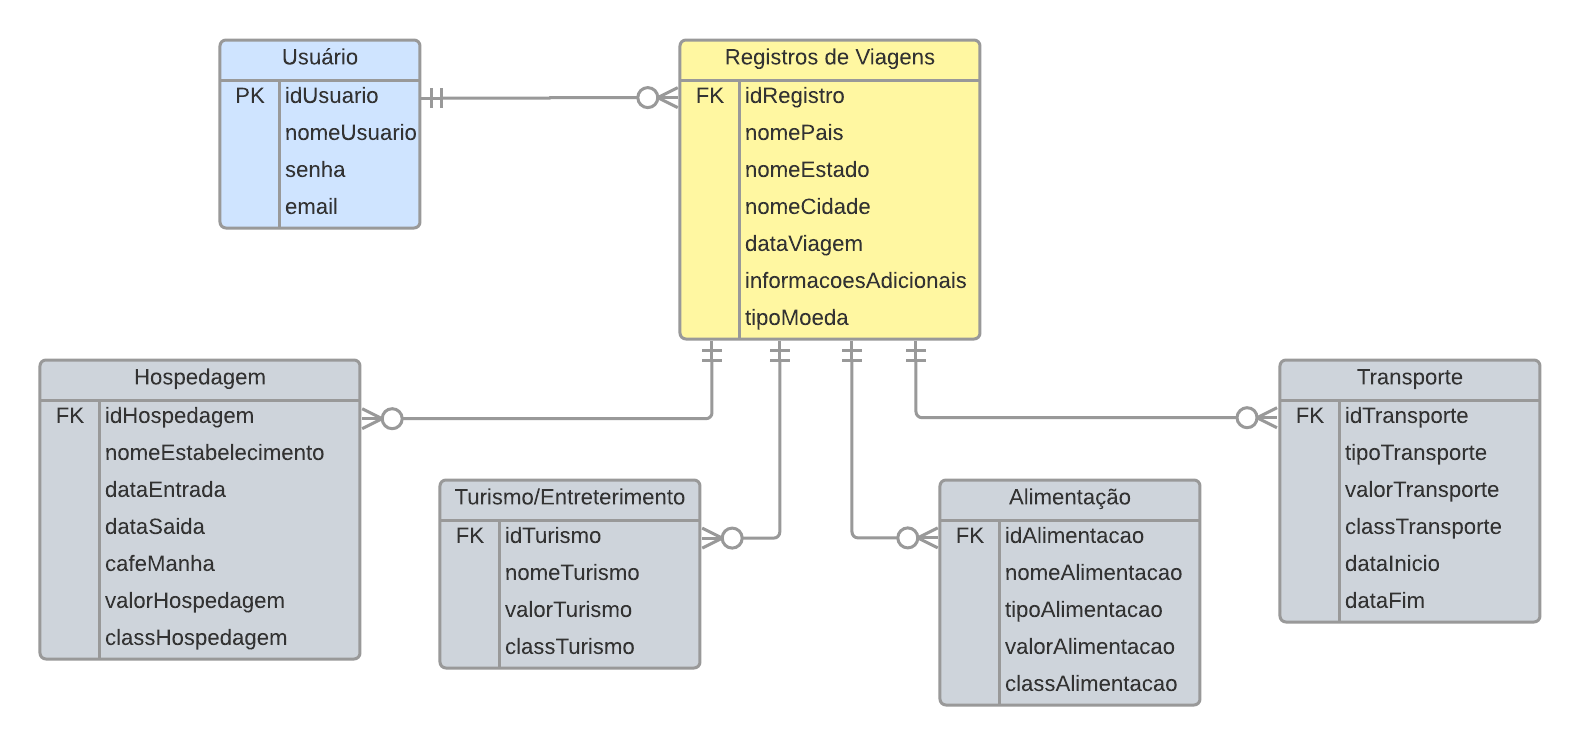 Usuário
PK idUsuario
nomeUsuario
senha
email
Registros de Viagens
FK idRegistro
nomePais
nomeEstado
nomeCidade
dataViagem
informacoesAdicionais
tipoMoeda
Hospedagem
FK idHospedagem
nomeEstabelecimento
dataEntrada
dataSaida
cafeManha
valorHospedagem
classHospedagem
Turismo/Entreterimento
FK idTurismo
nomeTurismo
valorTurismo
classTurismo
Alimentação
FK idAlimentacao
nomeAlimentacao
tipoAlimentacao
valorAlimentacao
classAlimentacao
Transporte
FK idTransporte
tipoTransporte
valorTransporte
classTransporte
dataInicio
dataFim